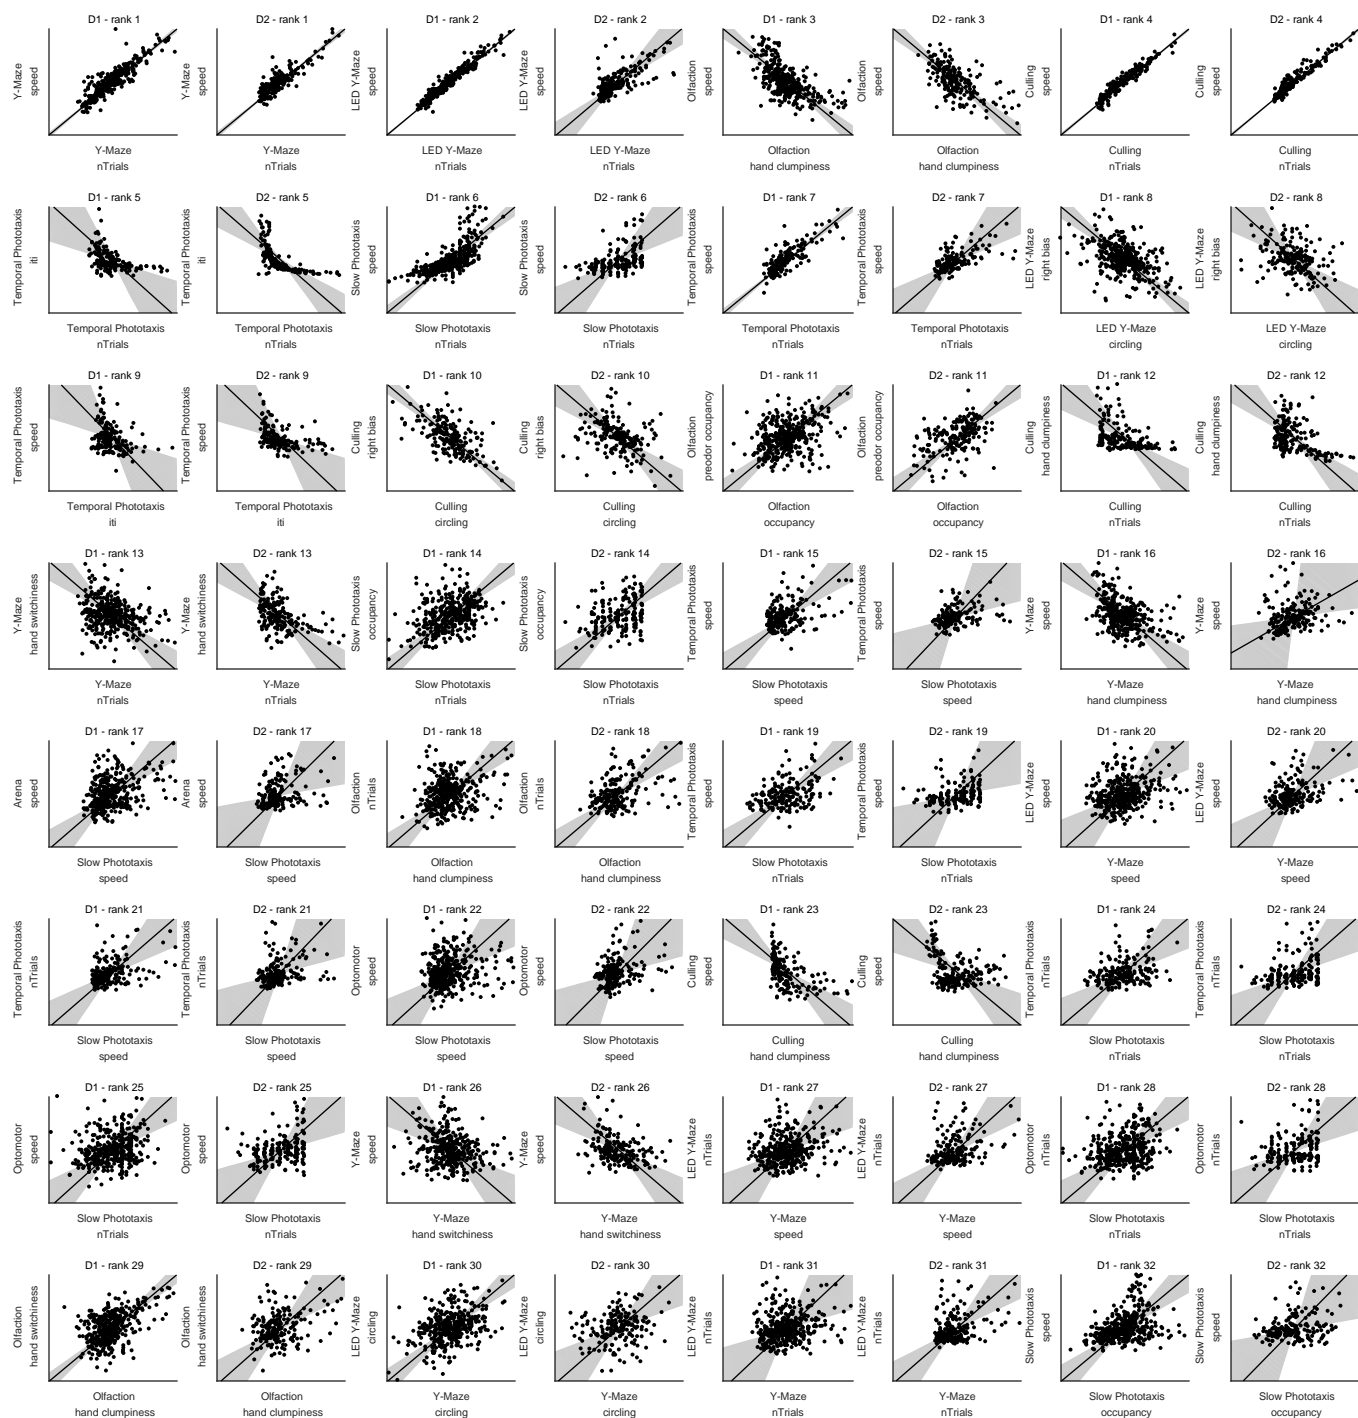 D1 - rank 1
Y-Maze
speed
Y-Maze
nTrials
D2 - rank 1
Y-Maze
speed
Y-Maze
nTrials
D1 - rank 2
LED Y-Maze
speed
LED Y-Maze
nTrials
D2 - rank 2
LED Y-Maze
speed
LED Y-Maze
nTrials
D1 - rank 3
Olfaction
speed
Olfaction
hand clumpiness
D2 - rank 3
Olfaction
speed
Olfaction
hand clumpiness
D1 - rank 4
Culling
speed
Culling
nTrials
D2 - rank 4
Culling
speed
Culling
nTrials
D1 - rank 5
Temporal Phototaxis
iti
Temporal Phototaxis
nTrials
D2 - rank 5
Temporal Phototaxis
iti
Temporal Phototaxis
nTrials
D1 - rank 6
Slow Phototaxis
speed
Slow Phototaxis
nTrials
D2 - rank 6
Slow Phototaxis
speed
Slow Phototaxis
nTrials
D1 - rank 7
Temporal Phototaxis
speed
Temporal Phototaxis
nTrials
D2 - rank 7
Temporal Phototaxis
speed
Temporal Phototaxis
nTrials
D1 - rank 8
LED Y-Maze
right bias
LED Y-Maze
circling
D2 - rank 8
LED Y-Maze
right bias
LED Y-Maze
circling
D1 - rank 9
Temporal Phototaxis
speed
Temporal Phototaxis
iti
D2 - rank 9
Temporal Phototaxis
speed
Temporal Phototaxis
iti
D1 - rank 10
Culling
right bias
Culling
circling
D2 - rank 10
Culling
right bias
Culling
circling
D1 - rank 11
Olfaction
preodor occupancy
Olfaction
occupancy
D2 - rank 11
Olfaction
preodor occupancy
Olfaction
occupancy
D1 - rank 12
Culling
hand clumpiness
Culling
nTrials
D2 - rank 12
Culling
hand clumpiness
Culling
nTrials
D1 - rank 13
Y-Maze
hand switchiness
Y-Maze
nTrials
D2 - rank 13
Y-Maze
hand switchiness
Y-Maze
nTrials
D1 - rank 14
Slow Phototaxis
occupancy
Slow Phototaxis
nTrials
D2 - rank 14
Slow Phototaxis
occupancy
Slow Phototaxis
nTrials
D1 - rank 15
Temporal Phototaxis
speed
Slow Phototaxis
speed
D2 - rank 15
Temporal Phototaxis
speed
Slow Phototaxis
speed
D1 - rank 16
Y-Maze
speed
Y-Maze
hand clumpiness
D2 - rank 16
Y-Maze
speed
Y-Maze
hand clumpiness
D1 - rank 17
Arena
speed
Slow Phototaxis
speed
D2 - rank 17
Arena
speed
Slow Phototaxis
speed
D1 - rank 18
Olfaction
nTrials
Olfaction
hand clumpiness
D2 - rank 18
Olfaction
nTrials
Olfaction
hand clumpiness
D1 - rank 19
Temporal Phototaxis
speed
Slow Phototaxis
nTrials
D2 - rank 19
Temporal Phototaxis
speed
Slow Phototaxis
nTrials
D1 - rank 20
LED Y-Maze
speed
Y-Maze
speed
D2 - rank 20
LED Y-Maze
speed
Y-Maze
speed
D1 - rank 21
Temporal Phototaxis
nTrials
Slow Phototaxis
speed
D2 - rank 21
Temporal Phototaxis
nTrials
Slow Phototaxis
speed
D1 - rank 22
Optomotor
speed
Slow Phototaxis
speed
D2 - rank 22
Optomotor
speed
Slow Phototaxis
speed
D1 - rank 23
Culling
speed
Culling
hand clumpiness
D2 - rank 23
Culling
speed
Culling
hand clumpiness
D1 - rank 24
Temporal Phototaxis
nTrials
Slow Phototaxis
nTrials
D2 - rank 24
Temporal Phototaxis
nTrials
Slow Phototaxis
nTrials
D1 - rank 25
Optomotor
speed
Slow Phototaxis
nTrials
D2 - rank 25
Optomotor
speed
Slow Phototaxis
nTrials
D1 - rank 26
Y-Maze
speed
Y-Maze
hand switchiness
D2 - rank 26
Y-Maze
speed
Y-Maze
hand switchiness
D1 - rank 27
LED Y-Maze
nTrials
Y-Maze
speed
D2 - rank 27
LED Y-Maze
nTrials
Y-Maze
speed
D1 - rank 28
Optomotor
nTrials
Slow Phototaxis
nTrials
D2 - rank 28
Optomotor
nTrials
Slow Phototaxis
nTrials
D1 - rank 29
Olfaction
hand switchiness
Olfaction
hand clumpiness
D2 - rank 29
Olfaction
hand switchiness
Olfaction
hand clumpiness
D1 - rank 30
LED Y-Maze
circling
Y-Maze
circling
D2 - rank 30
LED Y-Maze
circling
Y-Maze
circling
D1 - rank 31
LED Y-Maze
nTrials
Y-Maze
nTrials
D2 - rank 31
LED Y-Maze
nTrials
Y-Maze
nTrials
D1 - rank 32
Slow Phototaxis
speed
Slow Phototaxis
occupancy
D2 - rank 32
Slow Phototaxis
speed
Slow Phototaxis
occupancy